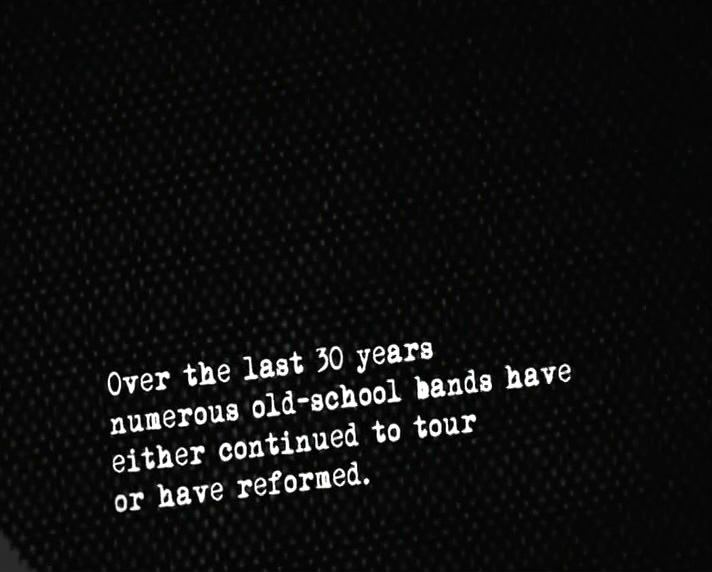 Over the last 30 years
numerous old-school bands have
either continued to tour
or have reformed.